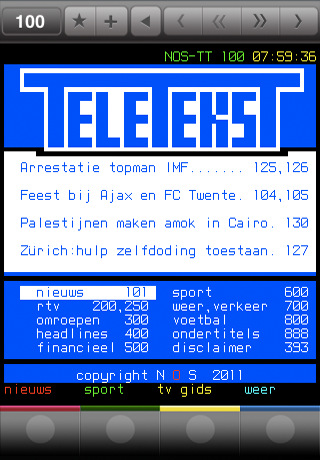 100
NOS-TT 100 07:59:36
TELETEKST
Arrestatie topman IMF....... 125,126
Feest bij Ajax en FC Twente. 104,105
Palestijnen maken amok in Cairo. 130
Zürich:hulp zelfdoding toestaan. 127
nieuws 101 sport 600
rtv 200,250 weer,verkeer 700
omroepen 300 voetbal 800
headlines 400 ondertitels 888
financieel 500 disclaimer 393
copyright N O S 2011
nieuws sport tv gids weer